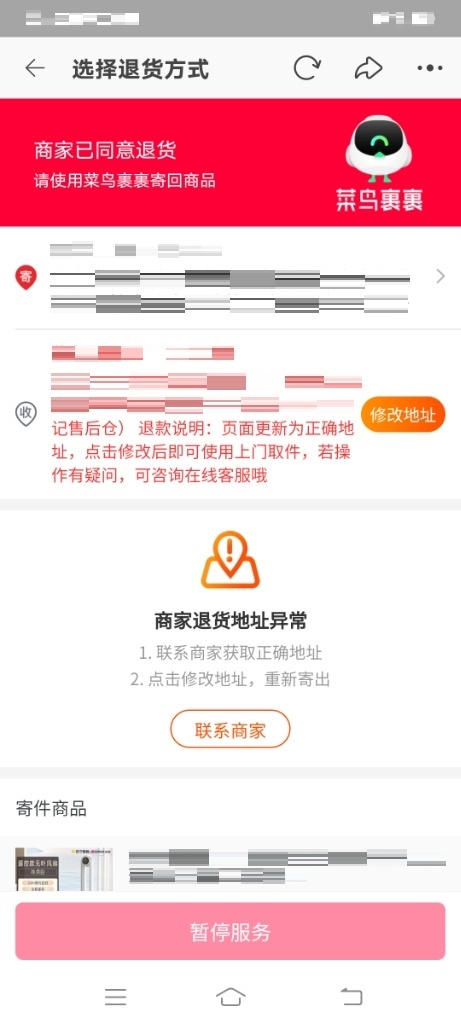 选择退货方式
商家已同意退货
请使用菜鸟裹裹寄回商品
菜鸟裹裹
寄
收
修改地址
记售后仓） 退款说明：页面更新为正确地
址，点击修改后即可使用上门取件，若操
作有疑问，可咨询在线客服哦
商家退货地址异常
1. 联系商家获取正确地址
2. 点击修改地址，重新寄出
联系商家
寄件商品
暂停服务